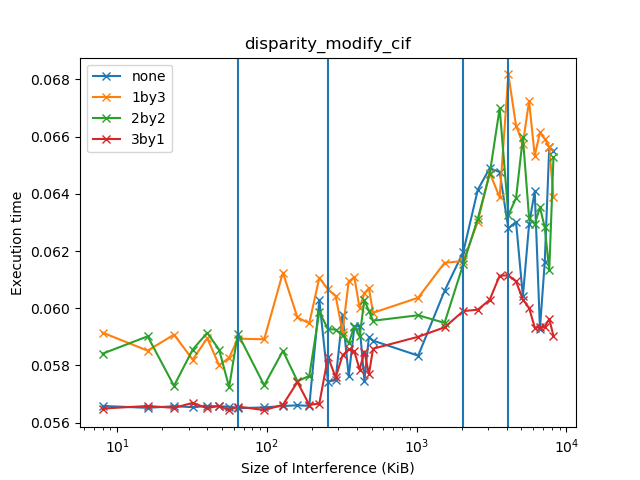 disparity_modify_cif
none
1by3
2by2
3by1
Execution time
0.068
0.066
0.064
0.062
0.060
0.058
0.056
10¹ 10² 10³ 10⁴
Size of Interference (KiB)